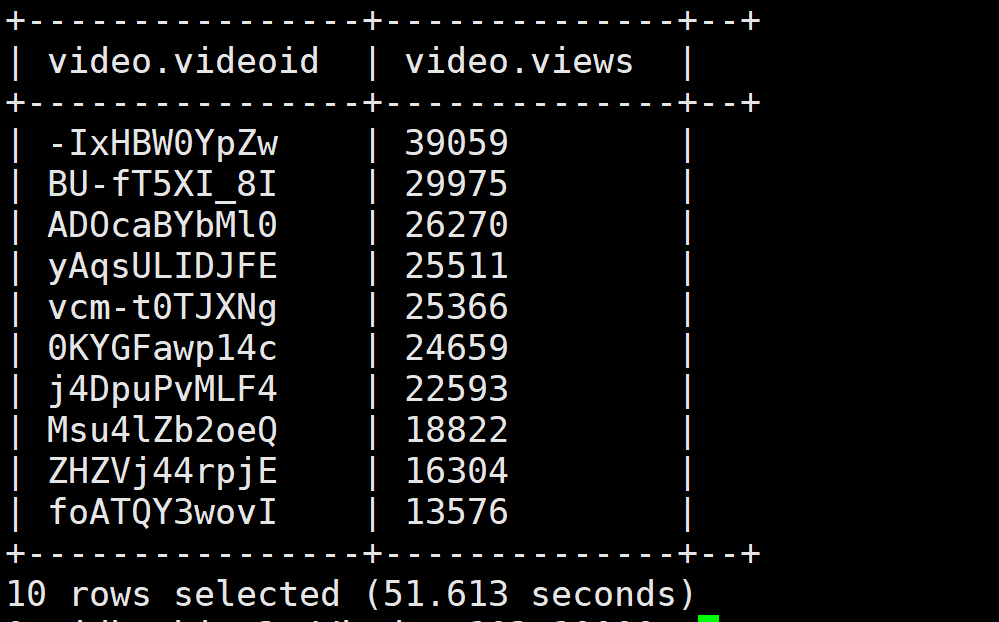 +----------------+--------------+--+
| video.videoid  | video.views  |
+----------------+--------------+--+
| -IxHBW0YpZw    | 39059        |
| BU-fT5XI_8I    | 29975        |
| ADOcaBYbMl0    | 26270        |
| yAqsULIDJFE    | 25511        |
| vcm-t0TJXNg    | 25366        |
| 0KYGFawp14c    | 24659        |
| j4DpuPvMLF4    | 22593        |
| Msu4lZb2oeQ    | 18822        |
| ZHZVj44rpjE    | 16304        |
| foATQY3wovI    | 13576        |
+----------------+--------------+--+
10 rows selected (51.613 seconds)